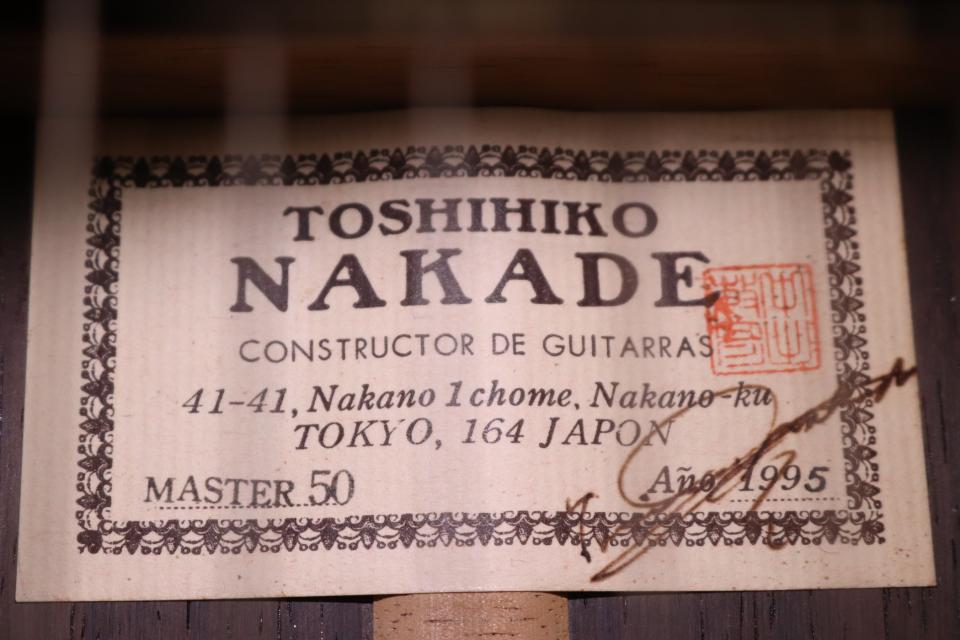 TOSHIHIKO
NAKADE
CONSTRUCTOR DE GUITARRAS
41-41, Nakano 1 chome, Nakano-ku
TOKYO, 164 JAPON
MASTER 50 Año 1995